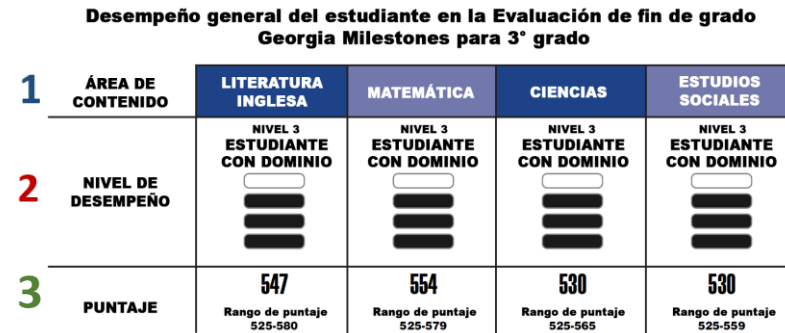 Desempeño general del estudiante en la Evaluación de fin de grado
Georgia Milestones para 3° grado
1
ÁREA DE
CONTENIDO
LITERATURA
INGLESA
MATEMÁTICA
CIENCIAS
ESTUDIOS
SOCIALES
2
NIVEL DE
DESEMPEÑO
NIVEL 3
ESTUDIANTE
CON DOMINIO
NIVEL 3
ESTUDIANTE
CON DOMINIO
NIVEL 3
ESTUDIANTE
CON DOMINIO
NIVEL 3
ESTUDIANTE
CON DOMINIO
3
PUNTAJE
547
Rango de puntaje
525-580
554
Rango de puntaje
525-579
530
Rango de puntaje
525-565
530
Rango de puntaje
525-559